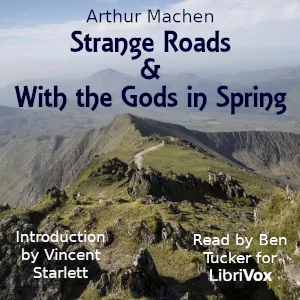 Arthur Machen
Strange Roads
&
With the Gods in Spring
Introduction
by Vincent
Starlett
Read by Ben
Tucker for
LibriVox